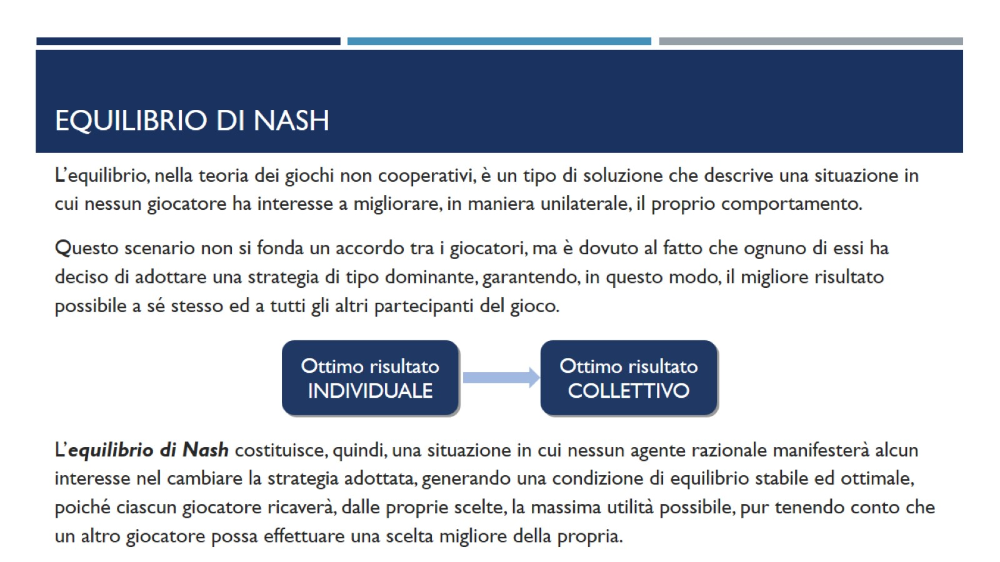 EQUILIBRIO DI NASH
L’equilibrio, nella teoria dei giochi non cooperativi, è un tipo di soluzione che descrive una situazione in
cui nessun giocatore ha interesse a migliorare, in maniera unilaterale, il proprio comportamento.
Questo scenario non si fonda un accordo tra i giocatori, ma è dovuto al fatto che ognuno di essi ha
deciso di adottare una strategia di tipo dominante, garantendo, in questo modo, il migliore risultato
possibile a sé stesso ed a tutti gli altri partecipanti del gioco.
Ottimo risultato
INDIVIDUALE
Ottimo risultato
COLLETTIVO
L’equilibrio di Nash costituisce, quindi, una situazione in cui nessun agente razionale manifesterà alcun
interesse nel cambiare la strategia adottata, generando una condizione di equilibrio stabile ed ottimale,
poiché ciascun giocatore ricaverà, dalle proprie scelte, la massima utilità possibile, pur tenendo conto che
un altro giocatore possa effettuare una scelta migliore della propria.